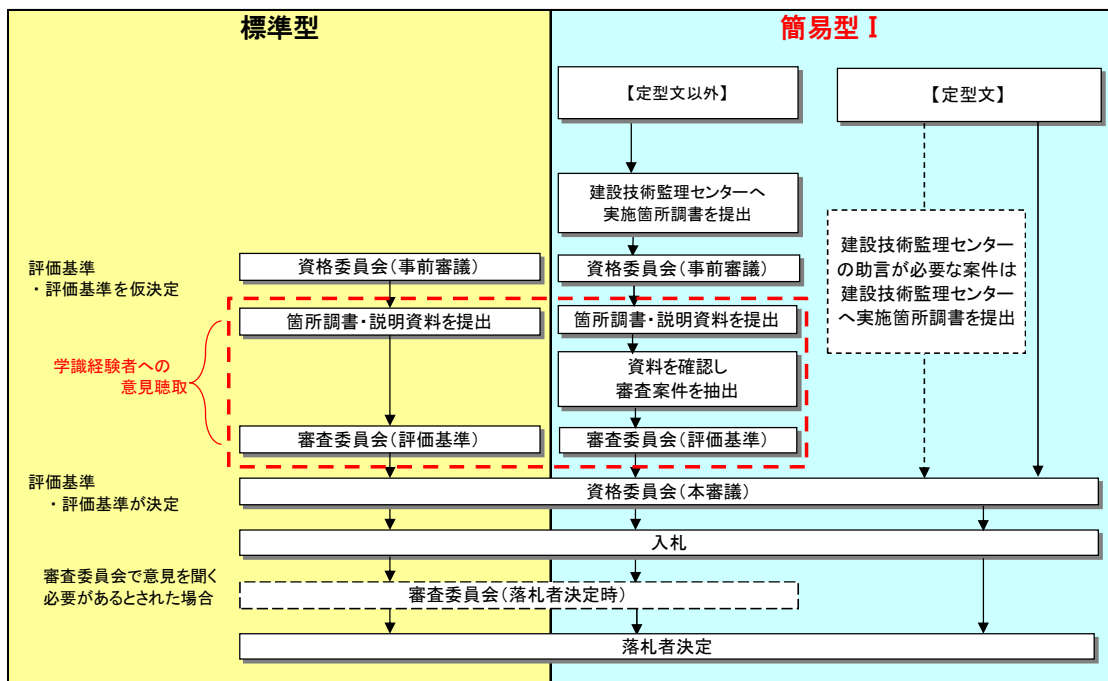 標準型
簡易型Ⅰ
【定型文以外】
【定型文】
建設技術監理センターへ
実施箇所調書を提出
建設技術監理センター
の助言が必要な案件は
建設技術監理センター
へ実施箇所調書を提出
評価基準
・評価基準を仮決定
資格委員会(事前審議)
資格委員会(事前審議)
箇所調書・説明資料を提出
箇所調書・説明資料を提出
学識経験者への
意見聴取
資料を確認し
審査案件を抽出
審査委員会(評価基準)
審査委員会(評価基準)
評価基準
・評価基準が決定
資格委員会(本審議)
入札
審査委員会で意見を聞く
必要があるとされた場合
審査委員会(落札者決定時)
落札者決定